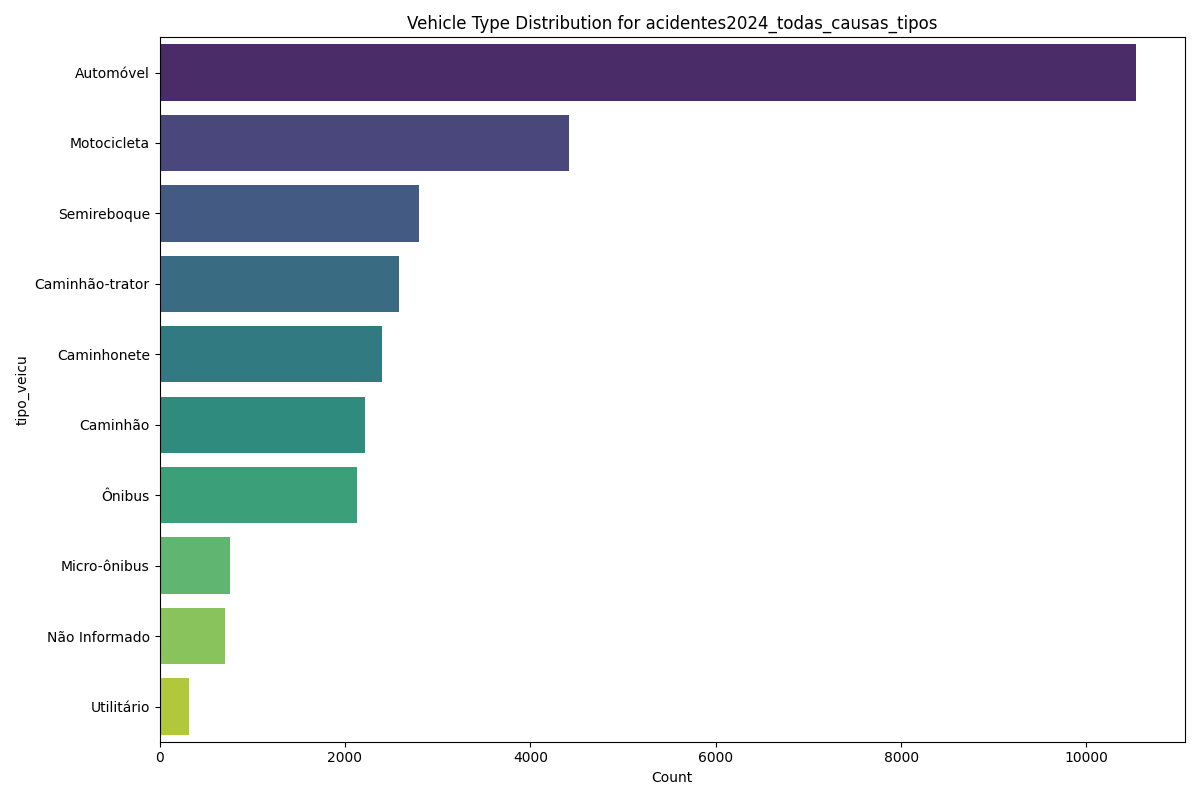 Vehicle Type Distribution for acidentes2024_todas_causas_tipos
tipo_veicu
Automóvel
Motocicleta
Semireboque
Caminhão-trator
Caminhonete
Caminhão
Ônibus
Micro-ônibus
Não Informado
Utilitário
0 2000 4000 6000 8000 10000
Count